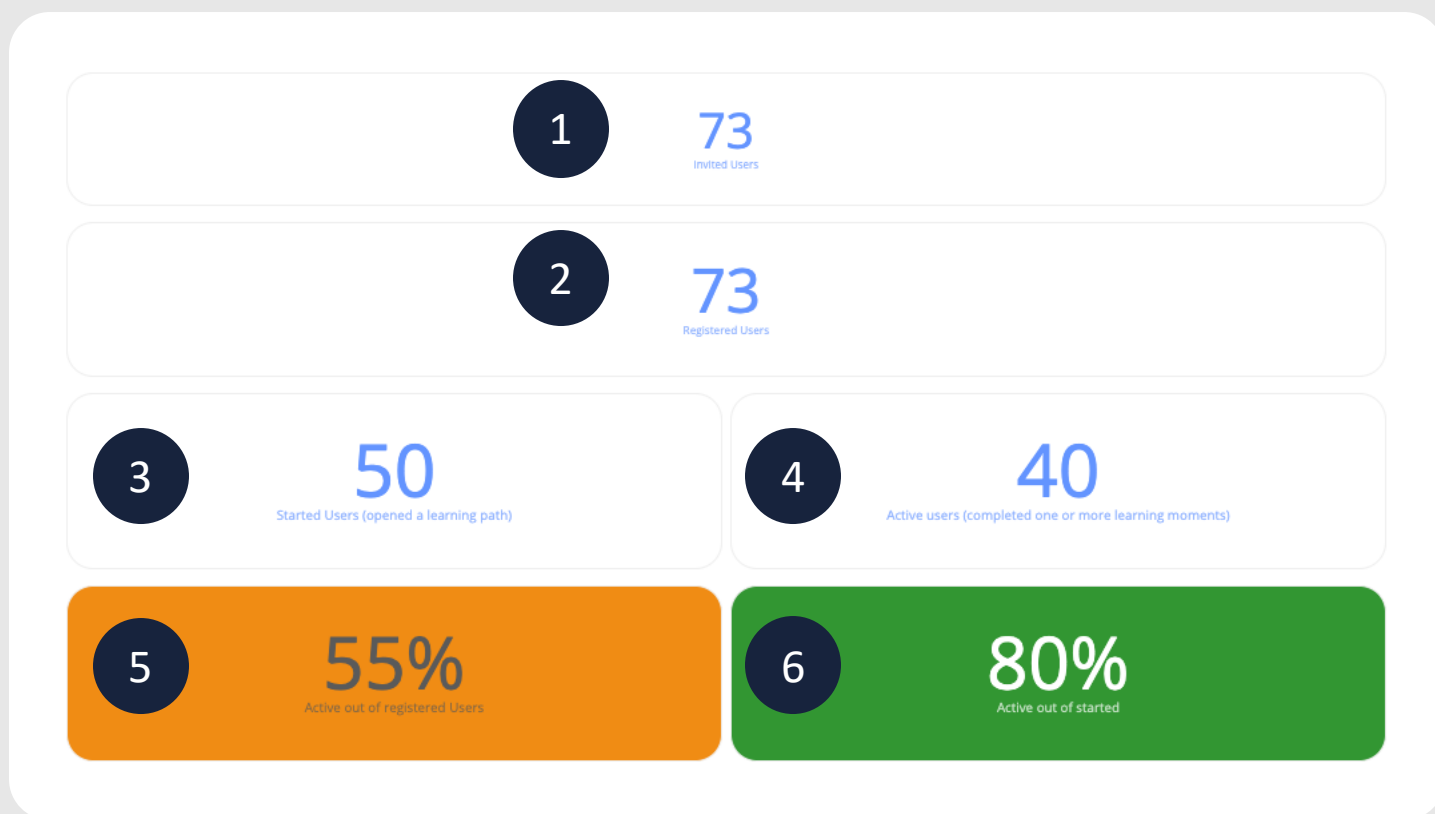 1
73
Invited Users
2
73
Registered Users
3
50
Started Users (opened a learning path)
4
40
Active users (completed one or more learning moments)
5
55%
Active out of registered Users
6
80%
Active out of started